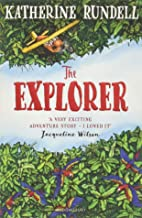 KATHERINE RUNDELL
The
EXPLORER
'A VERY EXCITING
ADVENTURE STORY – I LOVED IT'
Jacqueline Wilson